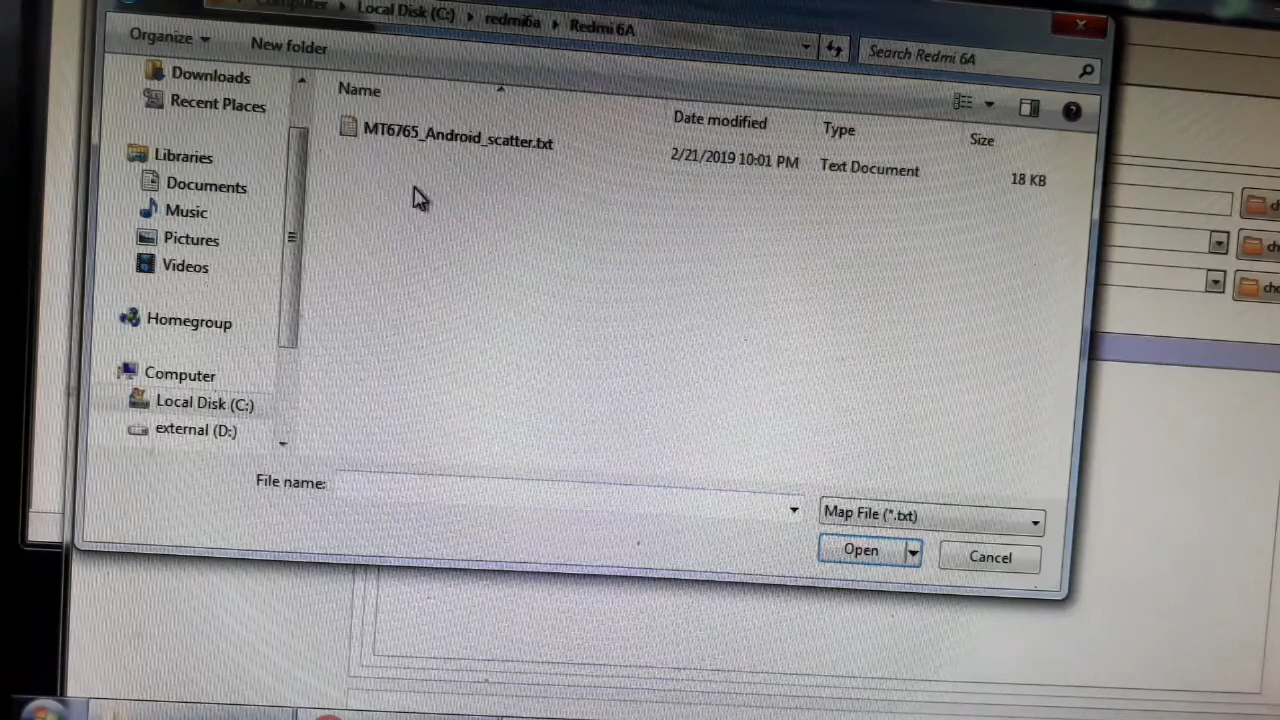 Computer ▸ Local Disk (C:) ▸ redmi6a ▸ Redmi 6A
Search Redmi 6A
Organize
New folder
Name
Date modified
Type
Size
MT6765_Android_scatter.txt
2/21/2019 10:01 PM
Text Document
18 KB
Downloads
Recent Places
Libraries
Documents
Music
Pictures
Videos
Homegroup
Computer
Local Disk (C:)
external (D:)
File name:
Map File (*.txt)
Open
Cancel